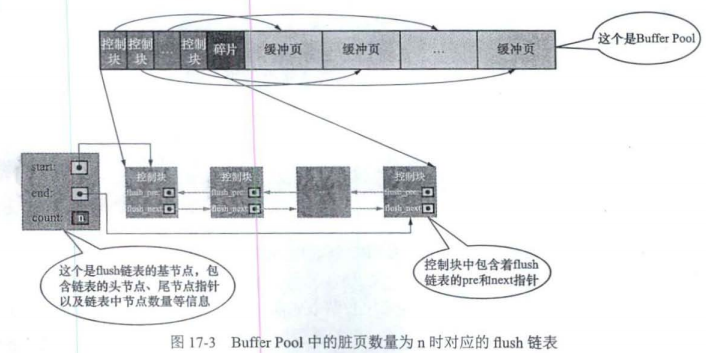 控制块 控制块 … 控制块 碎片 缓冲页 缓冲页 … 缓冲页
这个是Buffer Pool
start:
end:
count: n
控制块
flush_pre:
flush_next:
控制块
flush_pre:
flush_next:
控制块
flush_pre:
flush_next:
这个是flush链表的基节点，包
含链表的头节点、尾节点指针
以及链表中节点数量等信息
控制块中包含着flush
链表的pre和next指针
图 17-3 Buffer Pool 中的脏页数量为 n 时对应的 flush 链表